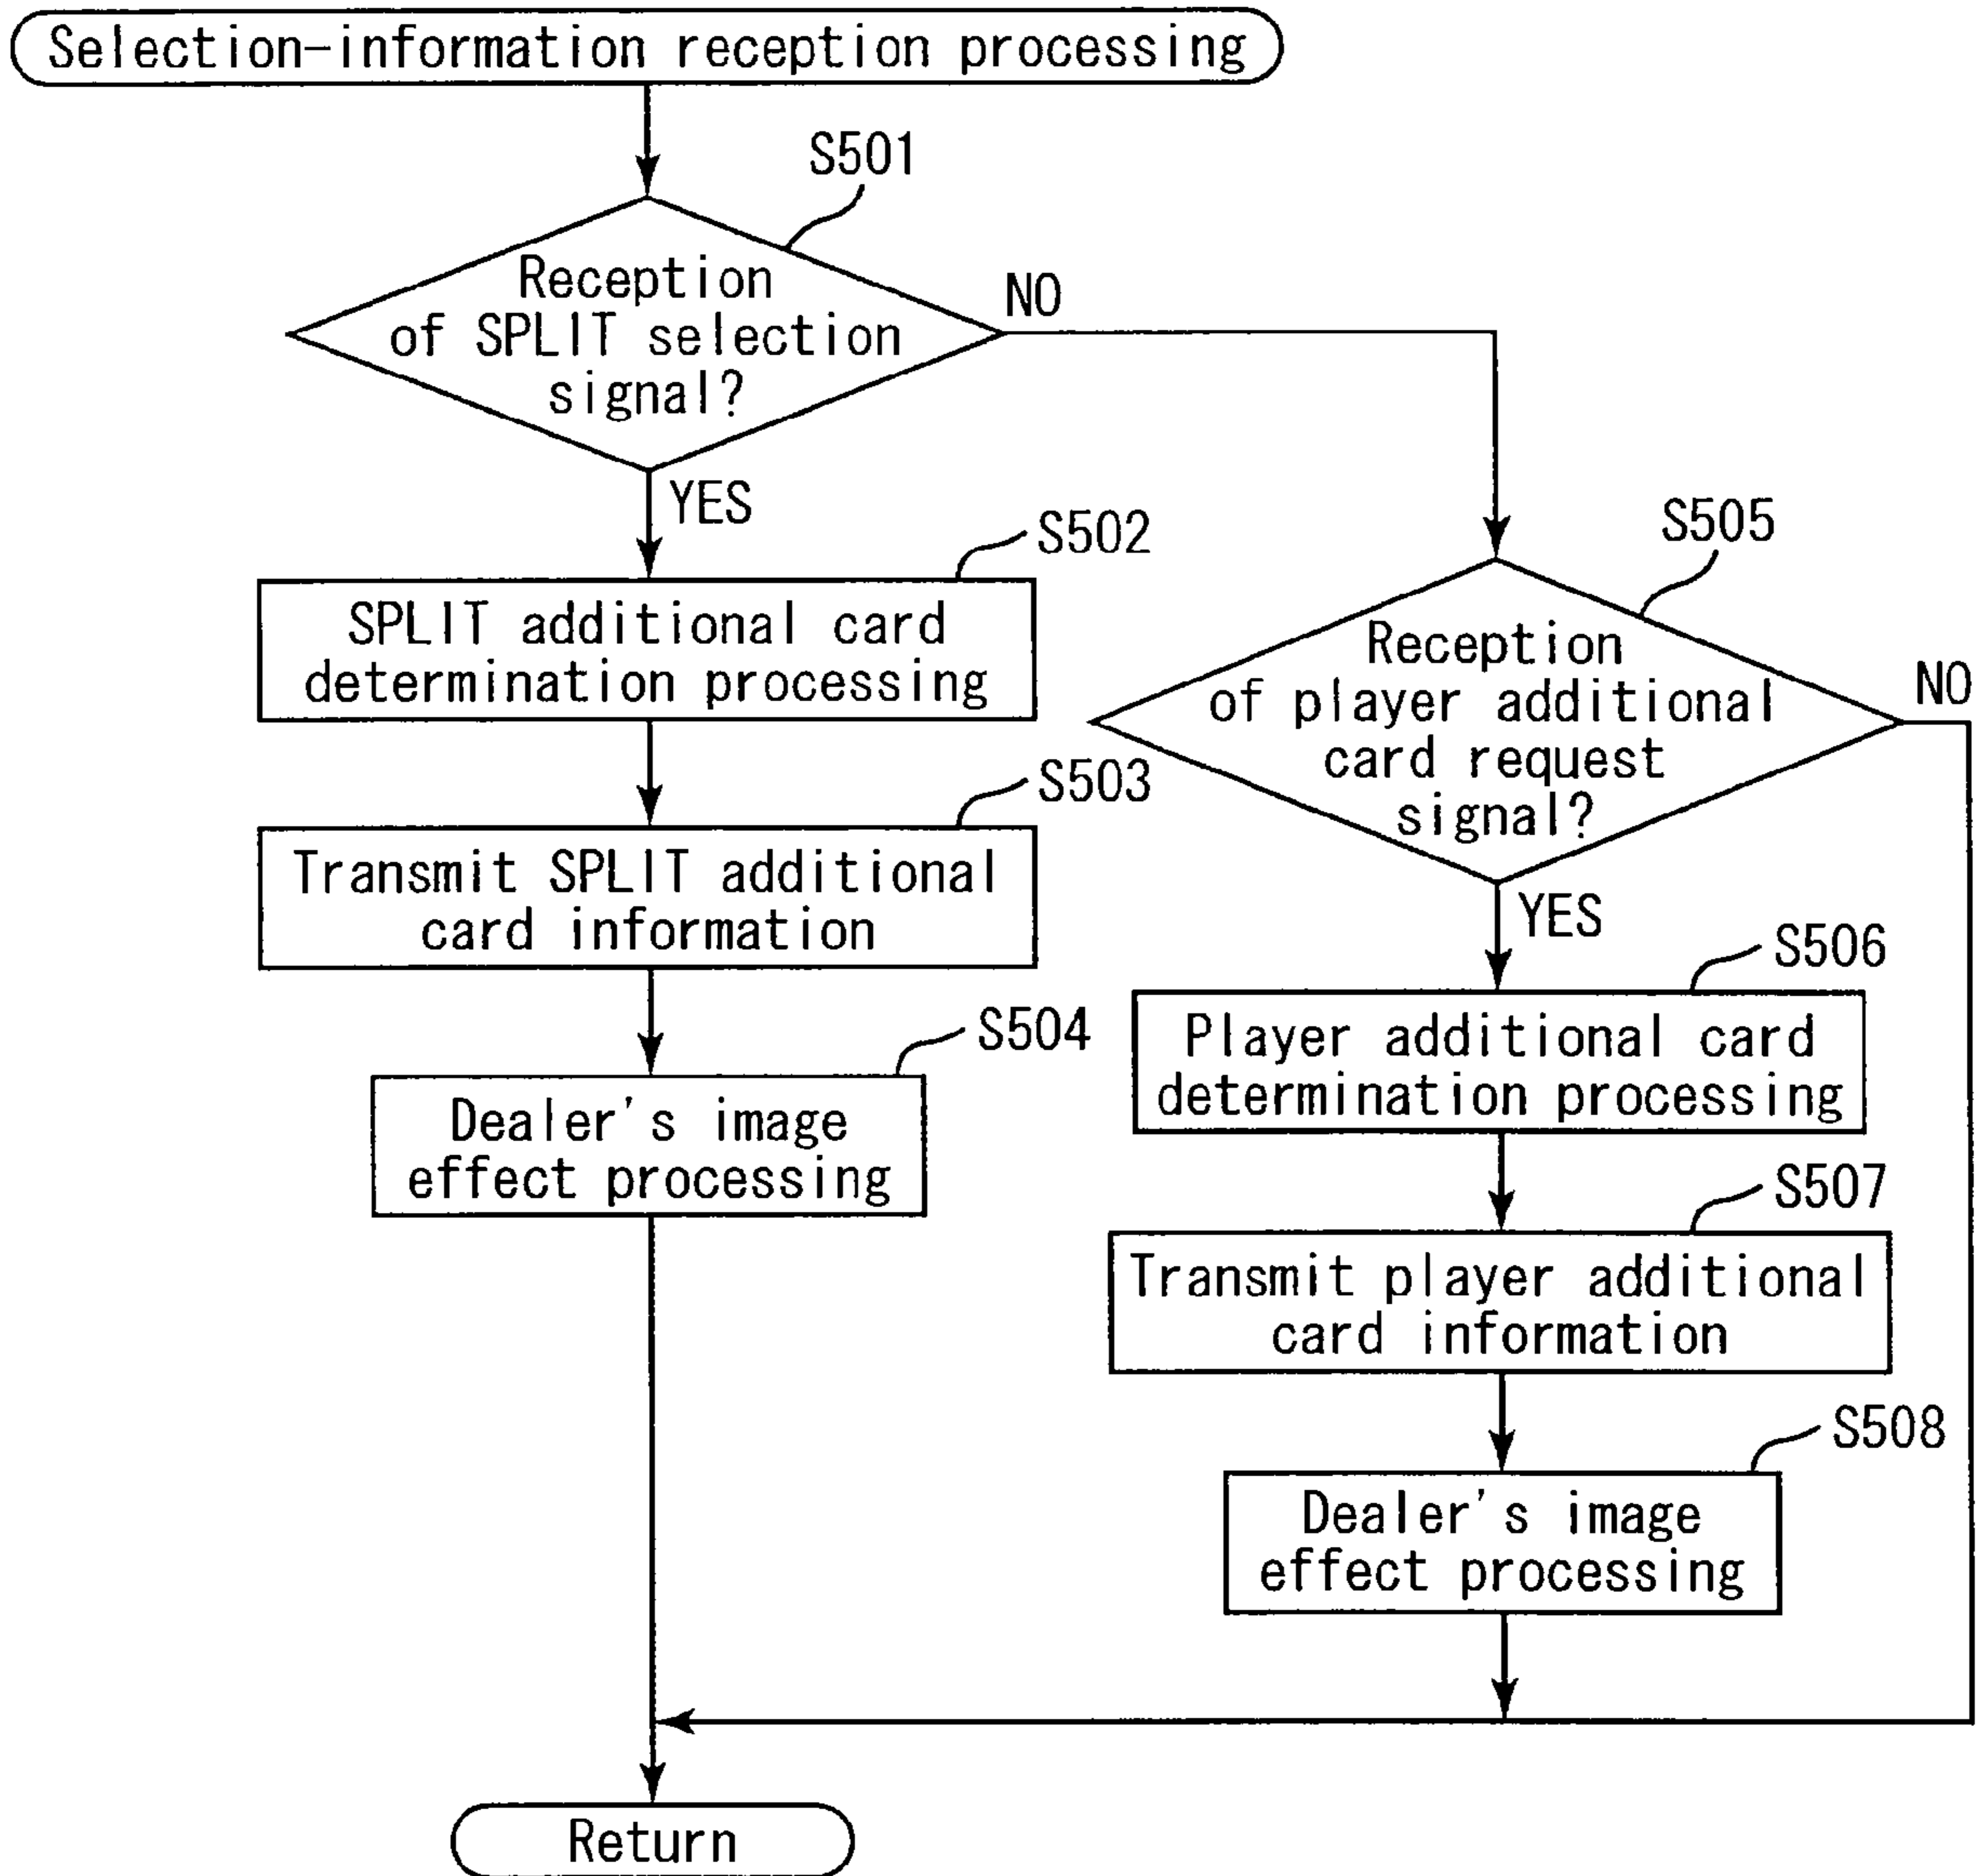 Selection-information reception processing
S501
Reception
of SPLIT selection
signal?
NO
YES
S502
SPLIT additional card
determination processing
S503
Transmit SPLIT additional
card information
S504
Dealer's image
effect processing
S505
Reception
of player additional
card request
signal?
NO
YES
S506
Player additional card
determination processing
S507
Transmit player additional
card information
S508
Dealer's image
effect processing
Return